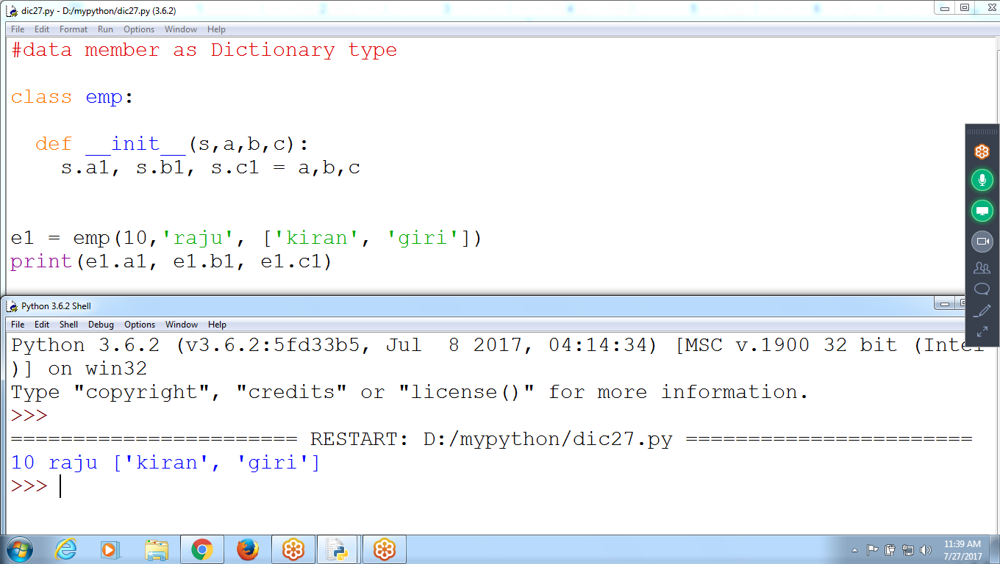 dic27.py - D:/mypython/dic27.py (3.6.2)
File Edit Format Run Options Window Help
#data member as Dictionary type
class emp:
  def __init__(s,a,b,c):
    s.a1, s.b1, s.c1 = a,b,c
e1 = emp(10,'raju', ['kiran', 'giri'])
print(e1.a1, e1.b1, e1.c1)
Python 3.6.2 Shell
File Edit Shell Debug Options Window Help
Python 3.6.2 (v3.6.2:5fd33b5, Jul  8 2017, 04:14:34) [MSC v.1900 32 bit (Intel
)] on win32
Type "copyright", "credits" or "license()" for more information.
>>>
======================= RESTART: D:/mypython/dic27.py =======================
10 raju ['kiran', 'giri']
>>>
11:39 AM
7/27/2017